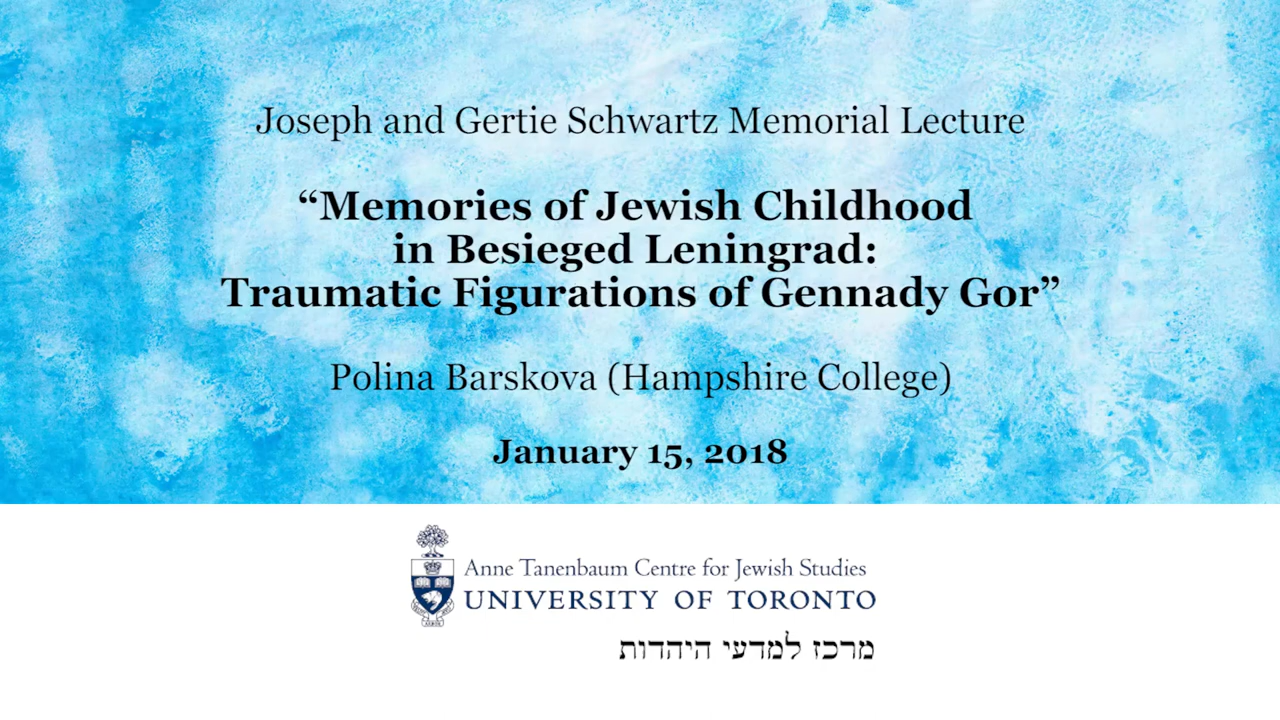 Joseph and Gertie Schwartz Memorial Lecture
“Memories of Jewish Childhood
in Besieged Leningrad:
Traumatic Figurations of Gennady Gor”
Polina Barskova (Hampshire College)
January 15, 2018
Anne Tanenbaum Centre for Jewish Studies
UNIVERSITY OF TORONTO
מרכז למדעי היהדות